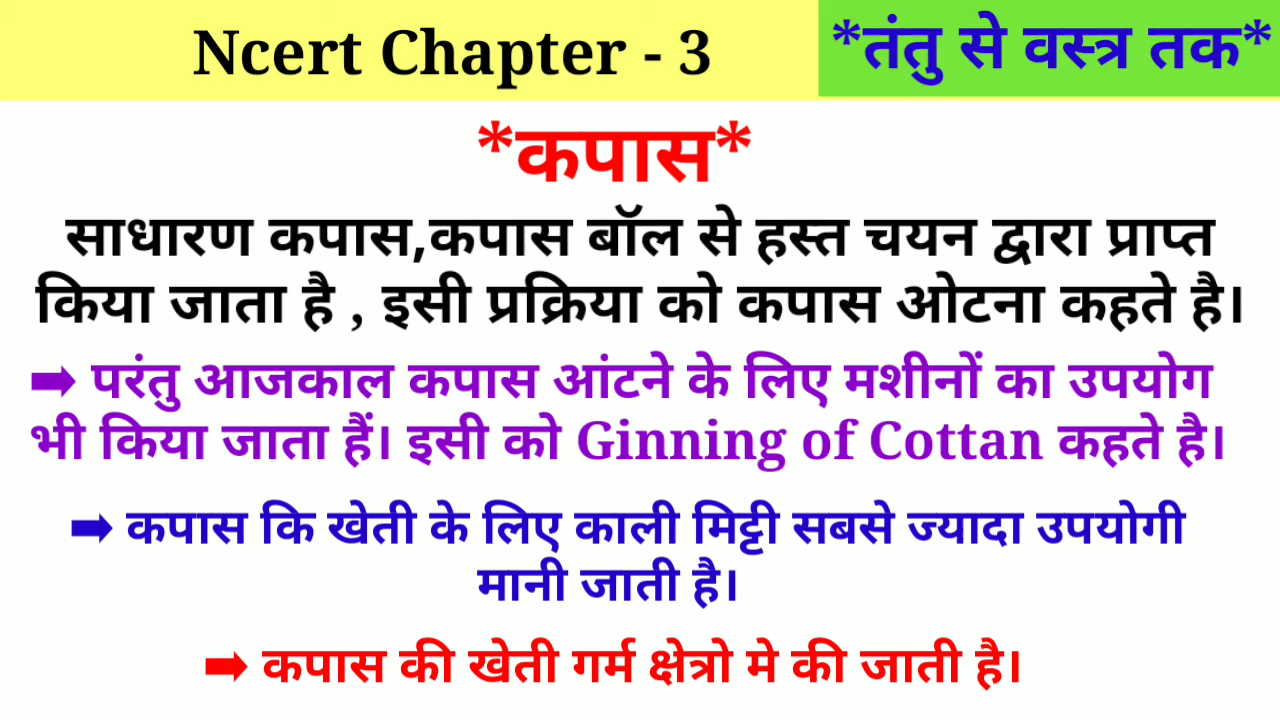 Ncert Chapter - 3
*तंतु से वस्त्र तक*
*कपास*
साधारण कपास,कपास बॉल से हस्त चयन द्वारा प्राप्त
किया जाता है , इसी प्रक्रिया को कपास ओटना कहते है।
➡ परंतु आजकाल कपास आंटने के लिए मशीनों का उपयोग
भी किया जाता हैं। इसी को Ginning of Cottan कहते है।
➡ कपास कि खेती के लिए काली मिट्टी सबसे ज्यादा उपयोगी
मानी जाती है।
➡ कपास की खेती गर्म क्षेत्रो मे की जाती है।